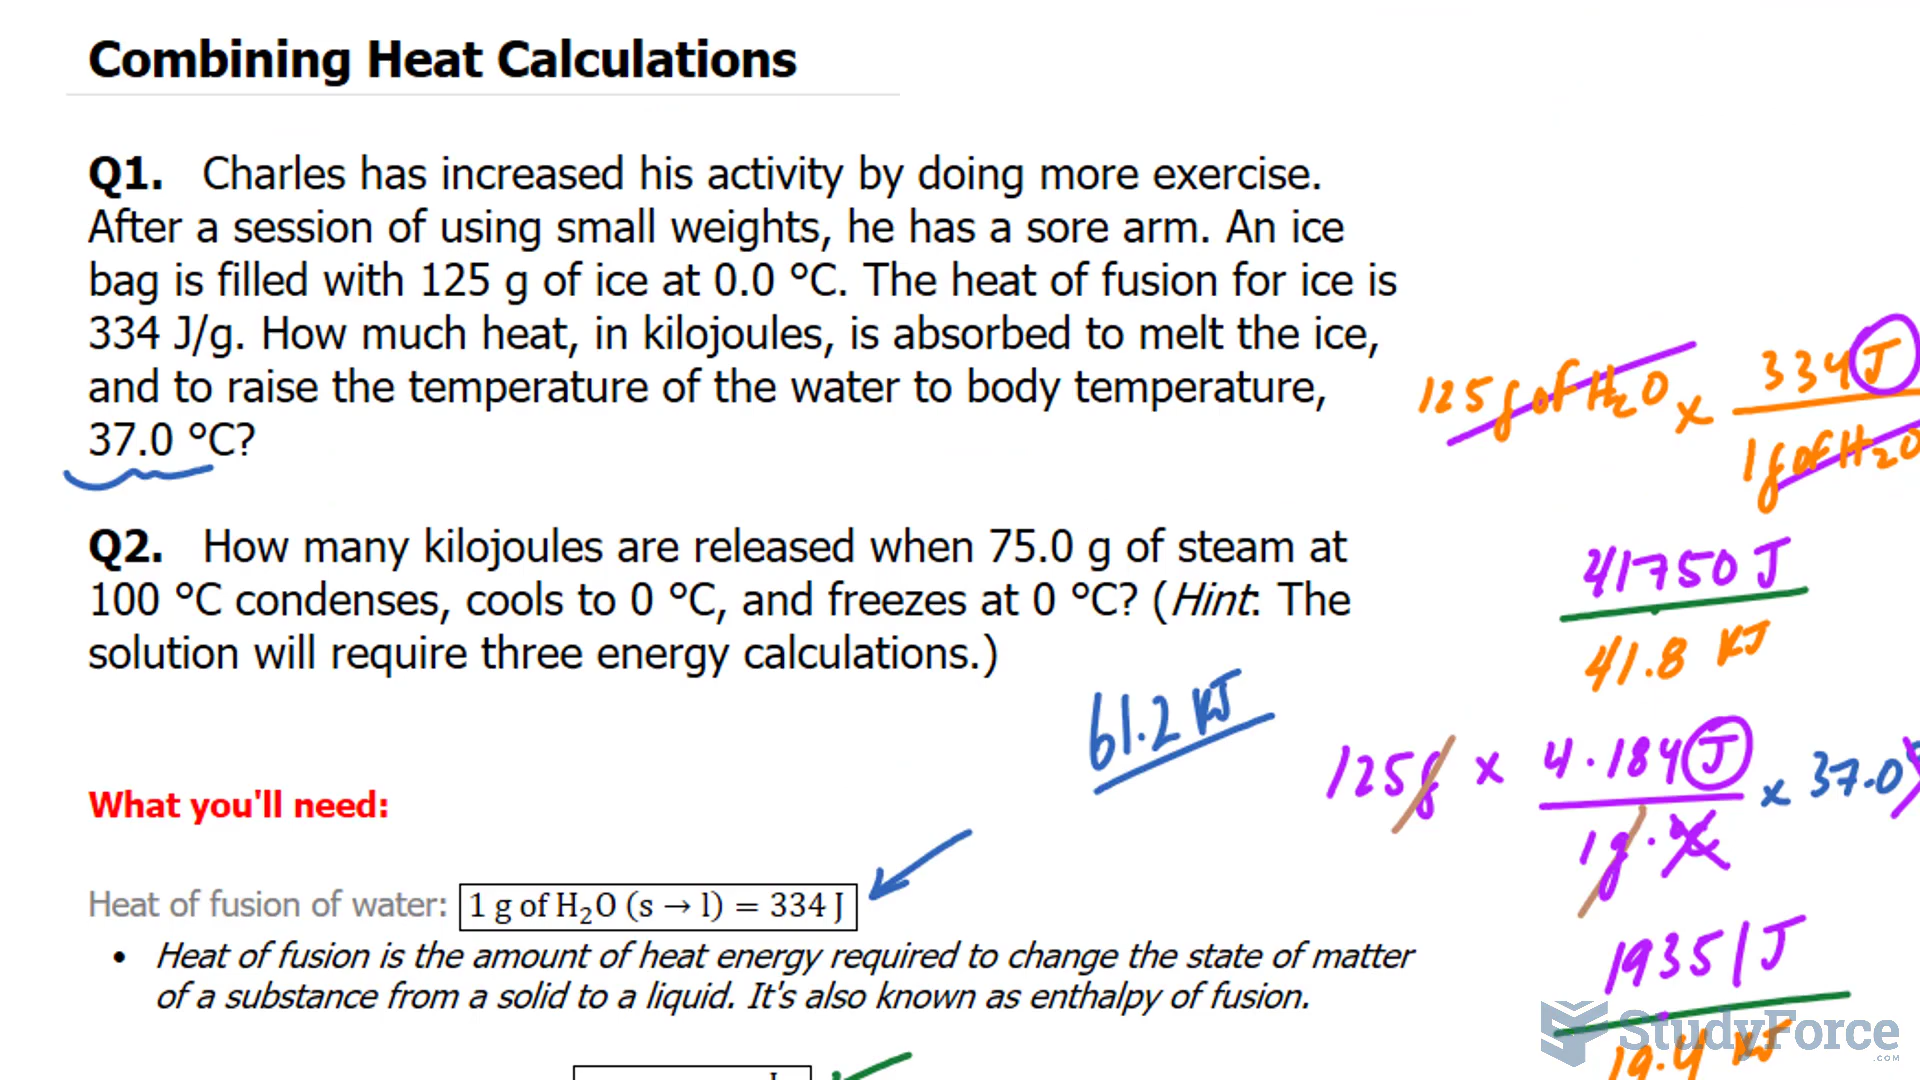 Combining Heat Calculations
Q1. Charles has increased his activity by doing more exercise.
After a session of using small weights, he has a sore arm. An ice
bag is filled with 125 g of ice at 0.0 °C. The heat of fusion for ice is
334 J/g. How much heat, in kilojoules, is absorbed to melt the ice,
and to raise the temperature of the water to body temperature,
37.0 °C?
Q2. How many kilojoules are released when 75.0 g of steam at
100 °C condenses, cools to 0 °C, and freezes at 0 °C? (Hint: The
solution will require three energy calculations.)
61.2 KJ
What you'll need:
Heat of fusion of water: 1 g of H₂O (s → l) = 334 J
• Heat of fusion is the amount of heat energy required to change the state of matter
of a substance from a solid to a liquid. It's also known as enthalpy of fusion.
J
125g of H₂O × 334 J
1g of H₂O
41750 J
41.8 KJ
125g × 4.184 J × 37.0
1g ·
19351 J
19.4 KJ
StudyForce
.COM